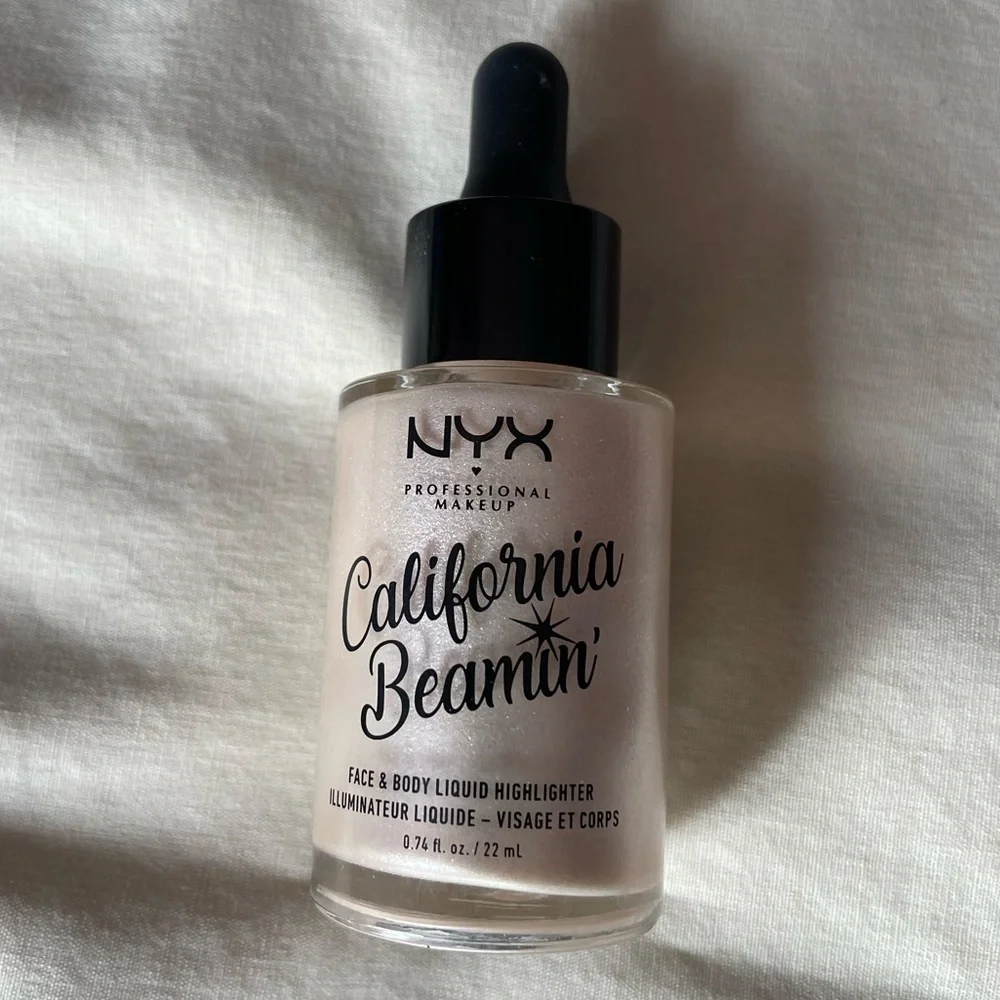 NYX
PROFESSIONAL
MAKEUP
California
Beamin'
FACE & BODY LIQUID HIGHLIGHTER
ILLUMINATEUR LIQUIDE – VISAGE ET CORPS
0.74 fl. oz. / 22 mL